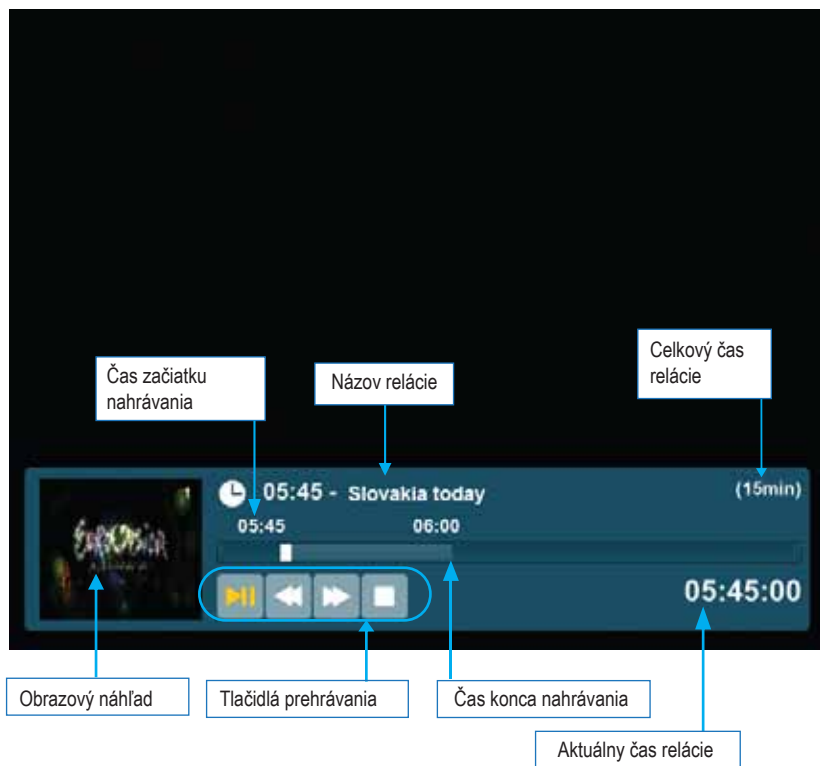 Celkový čas
relácie
Čas začiatku
nahrávania
Názov relácie
05:45 - Slovakia today
(15min)
05:45 06:00
05:45:00
Obrazový náhľad
Tlačidlá prehrávania
Čas konca nahrávania
Aktuálny čas relácie